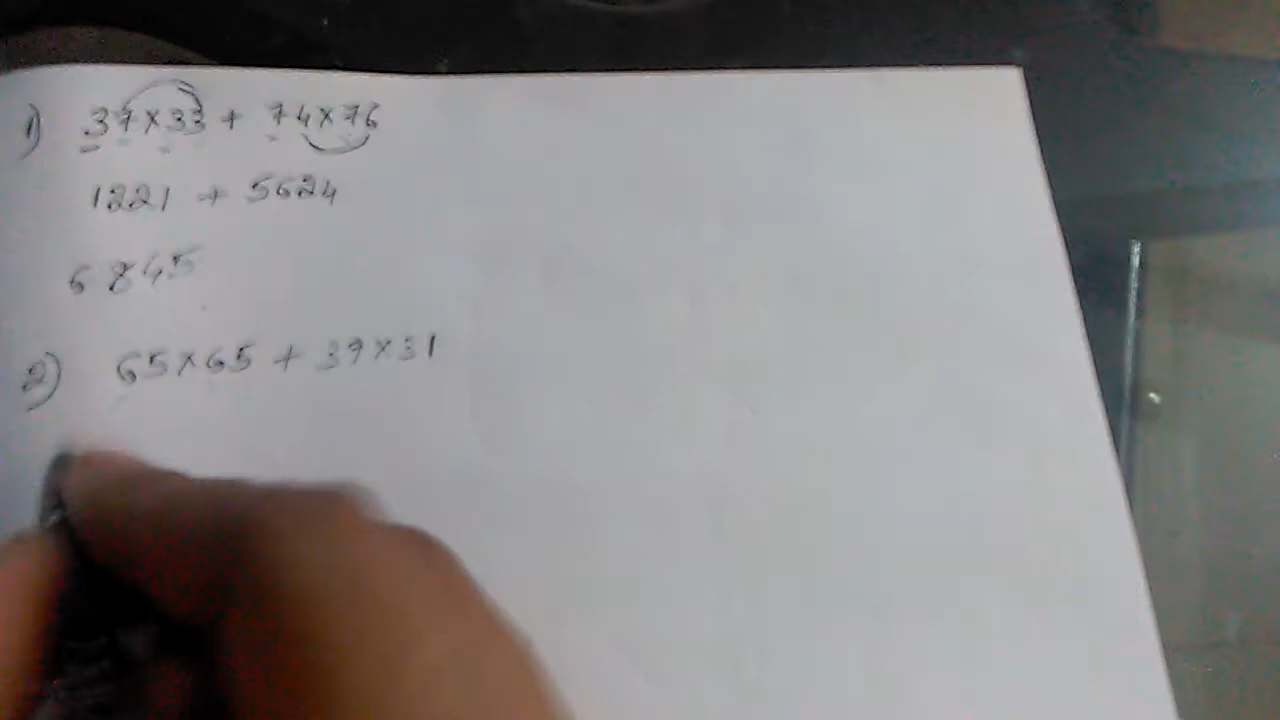 1) 37×33 + 74×76
1221 + 5624
6845
2) 65×65 + 39×31